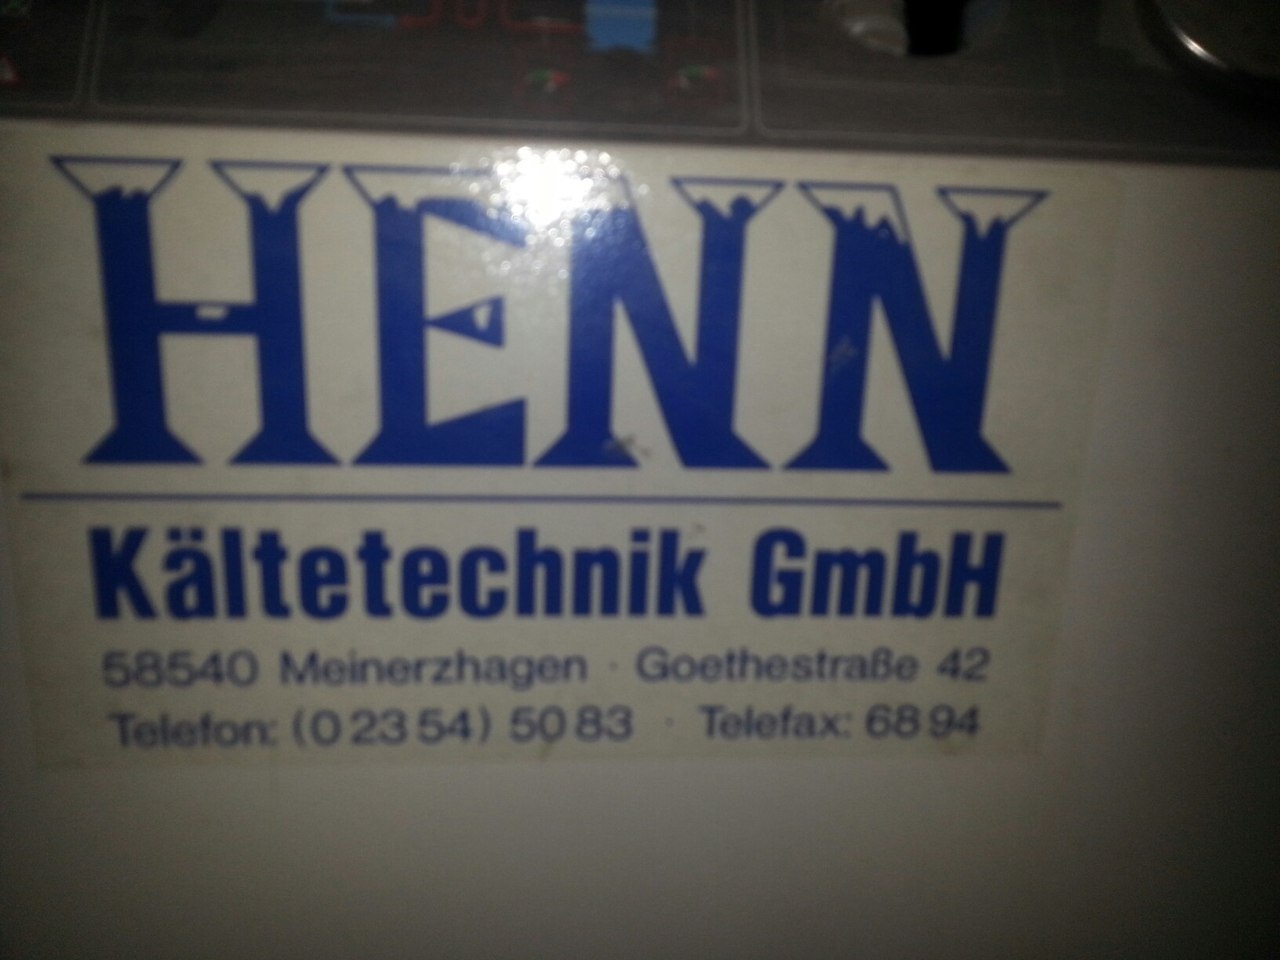 HENN
Kältetechnik GmbH
58540 Meinerzhagen · Goethestraße 42
Telefon: (0 23 54) 50 83 · Telefax: 68 94